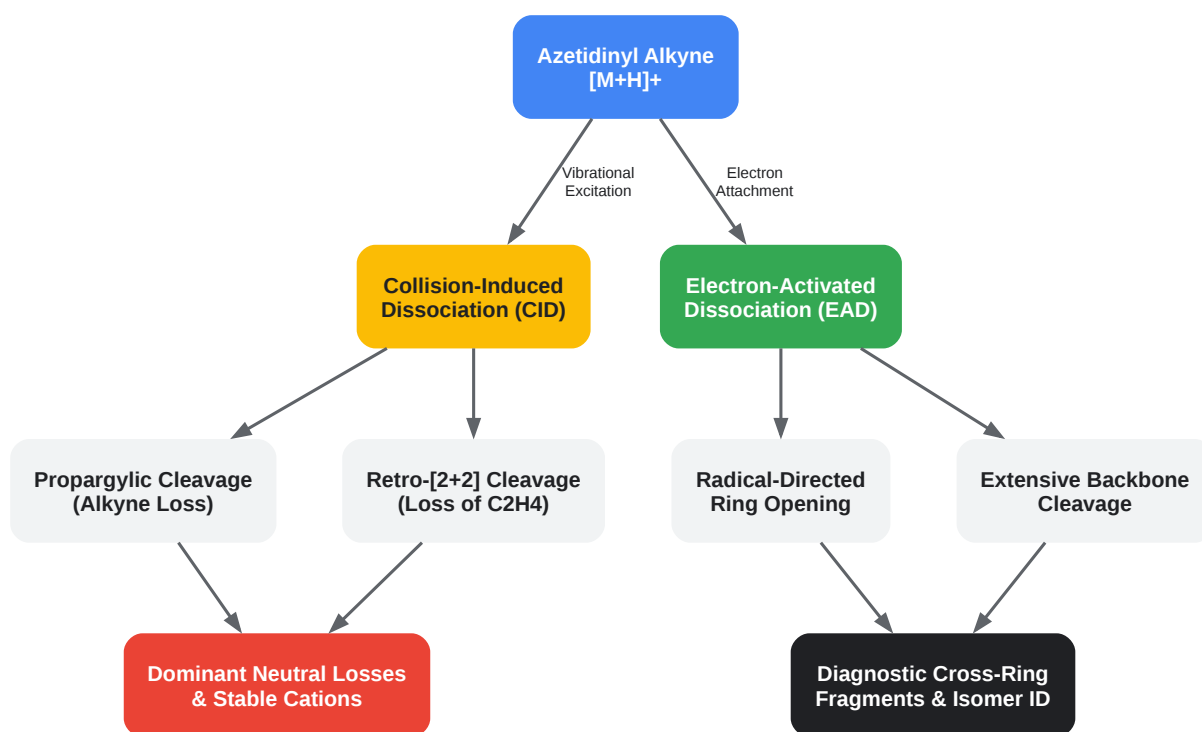 Azetidinyl Alkyne
[M+H]+
Vibrational
Excitation
Electron
Attachment
Collision-Induced
Dissociation (CID)
Electron-Activated
Dissociation (EAD)
Propargylic Cleavage
(Alkyne Loss)
Retro-[2+2] Cleavage
(Loss of C2H4)
Radical-Directed
Ring Opening
Extensive Backbone
Cleavage
Dominant Neutral Losses
& Stable Cations
Diagnostic Cross-Ring
Fragments & Isomer ID